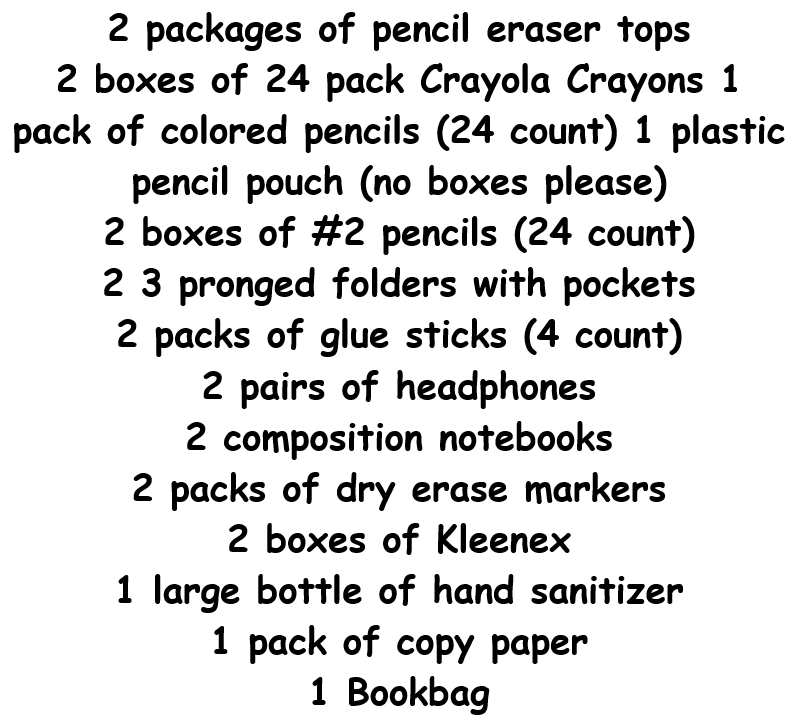 2 packages of pencil eraser tops
2 boxes of 24 pack Crayola Crayons 1
pack of colored pencils (24 count) 1 plastic
pencil pouch (no boxes please)
2 boxes of #2 pencils (24 count)
2 3 pronged folders with pockets
2 packs of glue sticks (4 count)
2 pairs of headphones
2 composition notebooks
2 packs of dry erase markers
2 boxes of Kleenex
1 large bottle of hand sanitizer
1 pack of copy paper
1 Bookbag